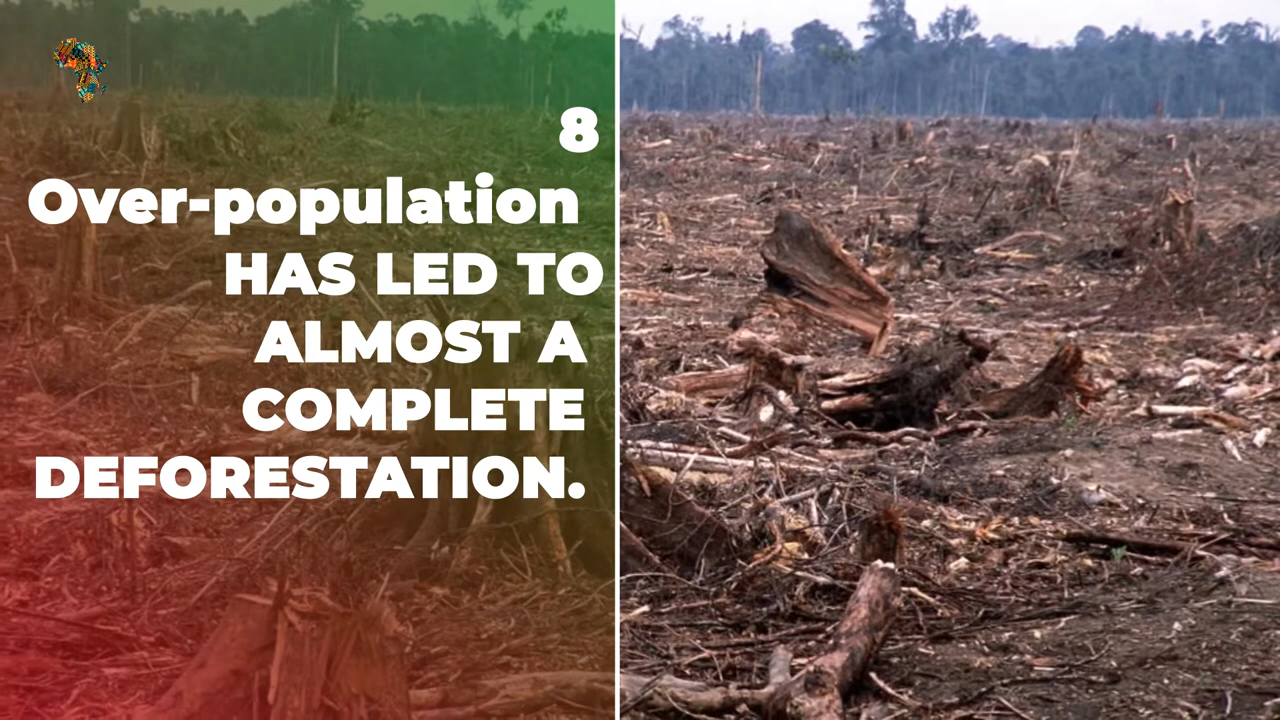 8
Over-population
HAS LED TO
ALMOST A
COMPLETE
DEFORESTATION.